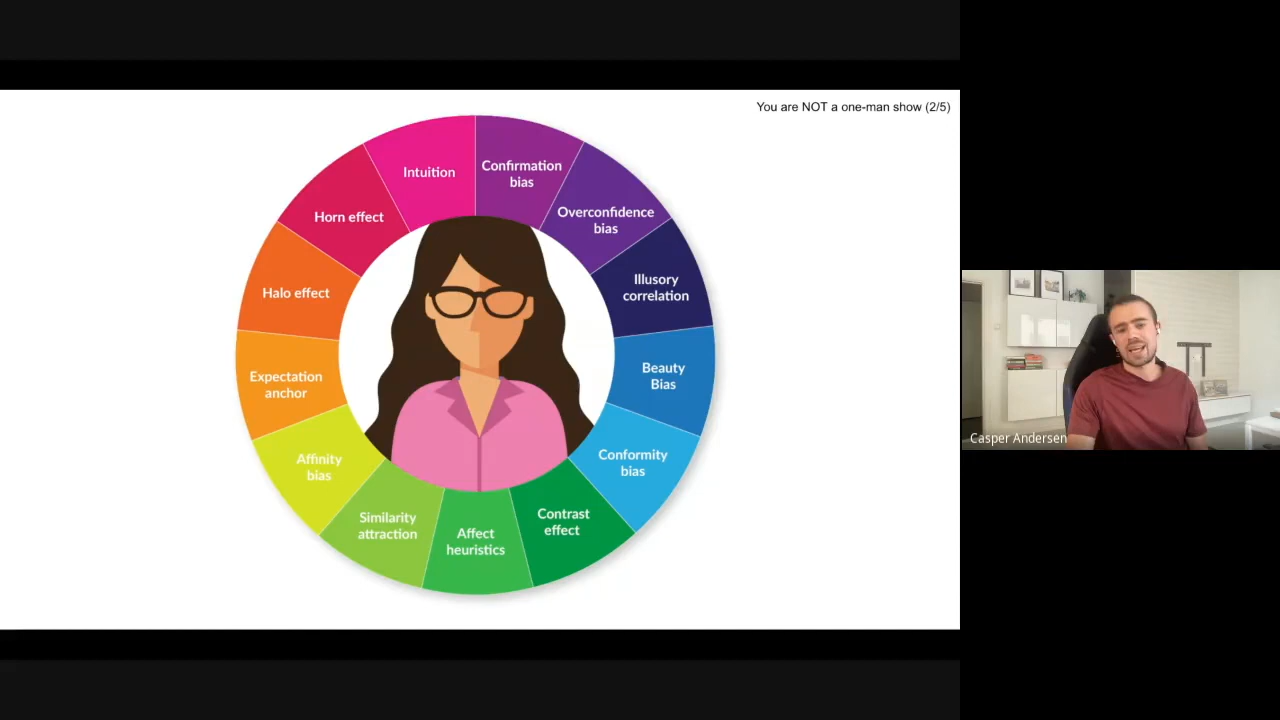 You are NOT a one-man show (2/5)
Intuition
Confirmation
bias
Overconfidence
bias
Illusory
correlation
Beauty
Bias
Conformity
bias
Contrast
effect
Affect
heuristics
Similarity
attraction
Affinity
bias
Expectation
anchor
Halo effect
Horn effect
Casper Andersen